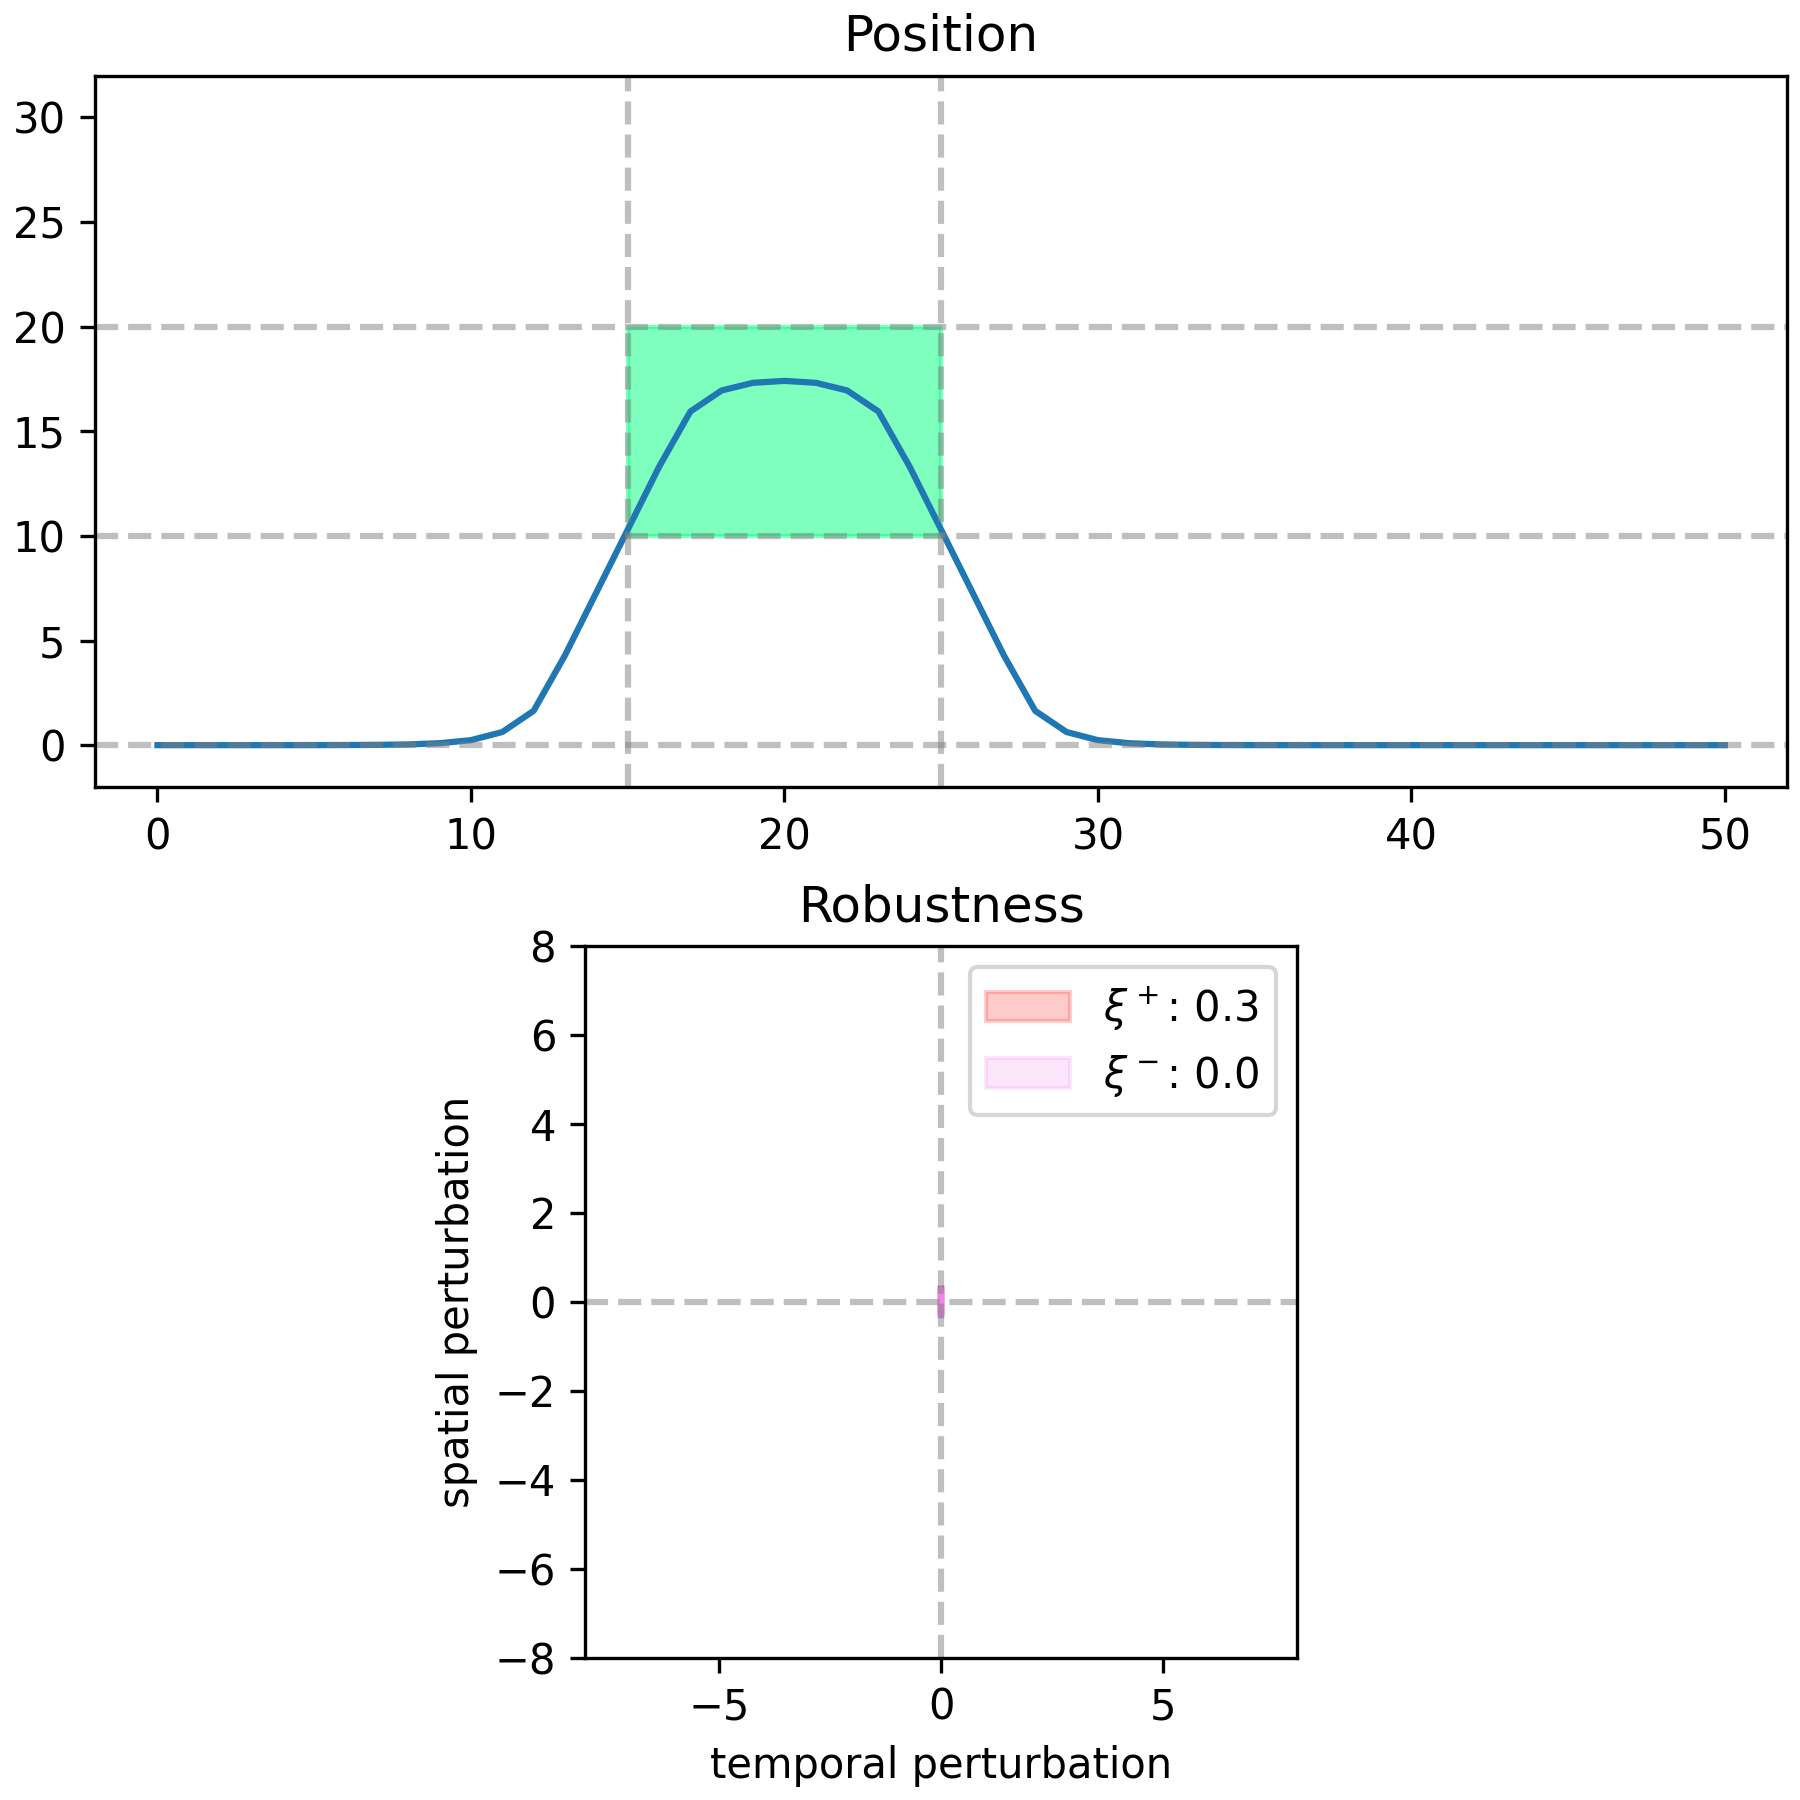 Position
30
25
20
15
10
5
0
0 10 20 30 40 50
Robustness
8
6
4
2
0
−2
−4
−6
−8
spatial perturbation
ξ⁺: 0.3
ξ⁻: 0.0
−5 0 5
temporal perturbation